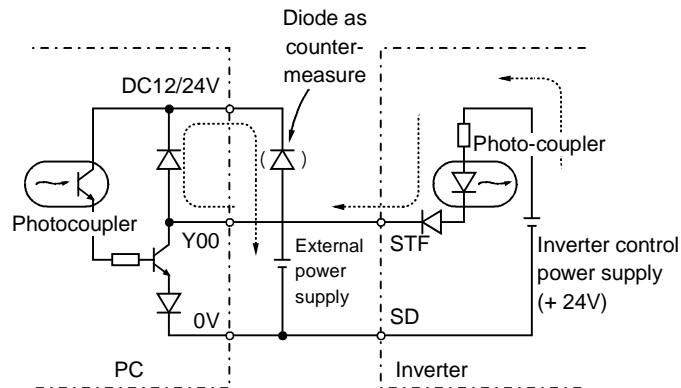 Diode as
counter-
measure
DC12/24V
Photo-coupler
( )
Photocoupler
Y00
STF
External
power
supply
Inverter control
power supply
(+ 24V)
0V
SD
PC
Inverter